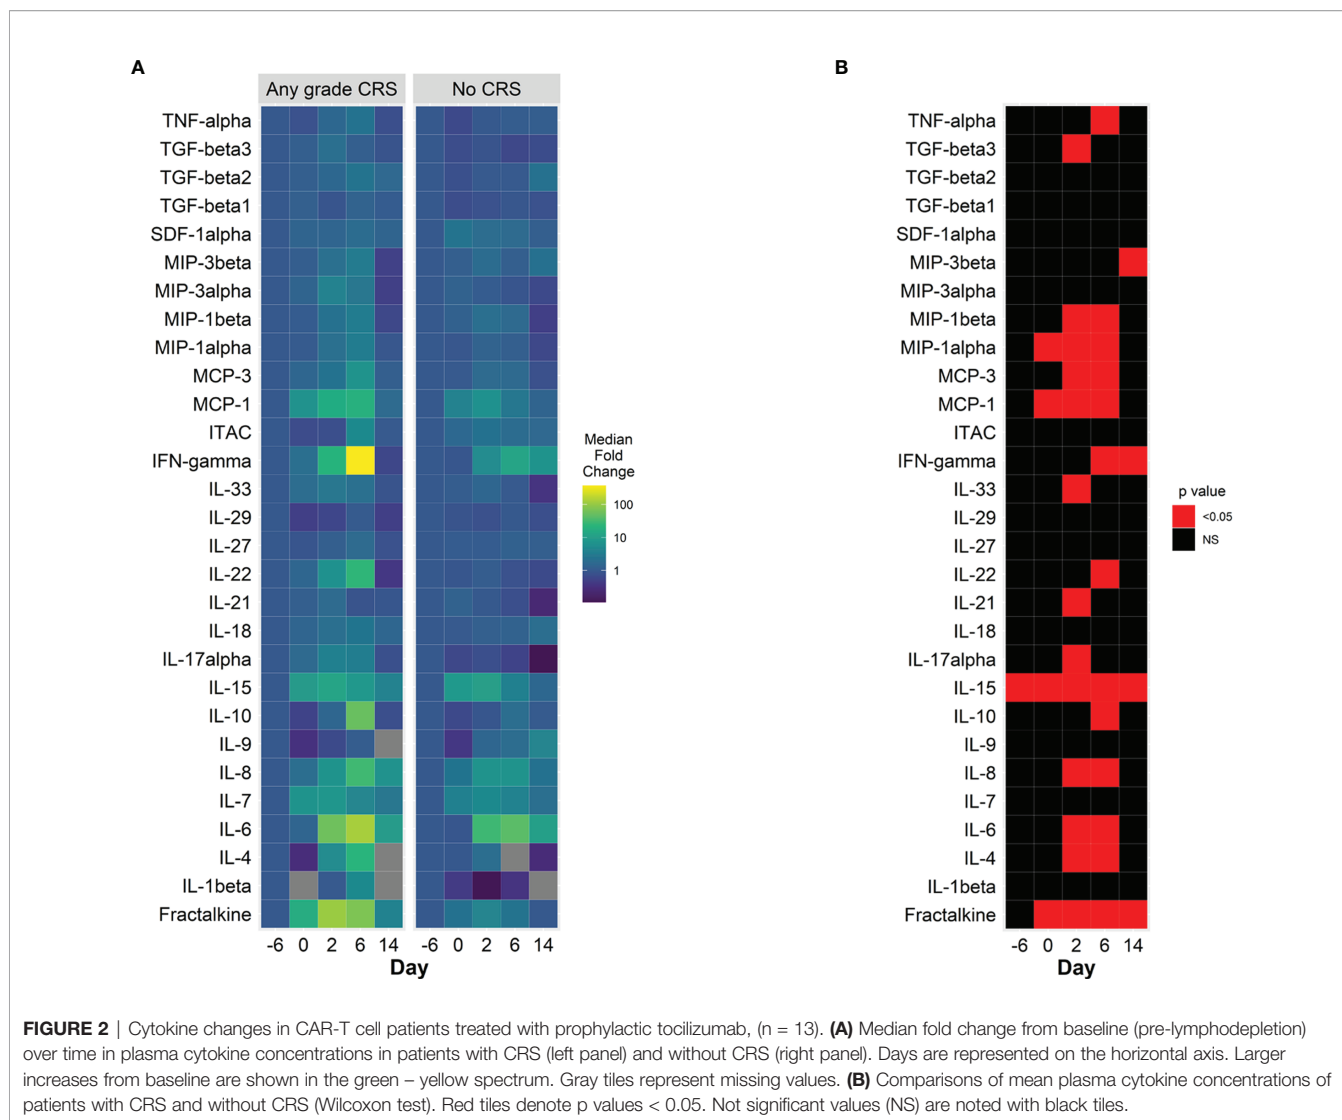 A
B
Any grade CRS
No CRS
TNF-alpha
TGF-beta3
TGF-beta2
TGF-beta1
SDF-1alpha
MIP-3beta
MIP-3alpha
MIP-1beta
MIP-1alpha
MCP-3
MCP-1
ITAC
IFN-gamma
IL-33
IL-29
IL-27
IL-22
IL-21
IL-18
IL-17alpha
IL-15
IL-10
IL-9
IL-8
IL-7
IL-6
IL-4
IL-1beta
Fractalkine
-6 0 2 6 14
-6 0 2 6 14
Day
Median
Fold
Change
100
10
1
TNF-alpha
TGF-beta3
TGF-beta2
TGF-beta1
SDF-1alpha
MIP-3beta
MIP-3alpha
MIP-1beta
MIP-1alpha
MCP-3
MCP-1
ITAC
IFN-gamma
IL-33
IL-29
IL-27
IL-22
IL-21
IL-18
IL-17alpha
IL-15
IL-10
IL-9
IL-8
IL-7
IL-6
IL-4
IL-1beta
Fractalkine
-6 0 2 6 14
Day
p value
<0.05
NS
FIGURE 2 | Cytokine changes in CAR-T cell patients treated with prophylactic tocilizumab, (n = 13). (A) Median fold change from baseline (pre-lymphodepletion)
over time in plasma cytokine concentrations in patients with CRS (left panel) and without CRS (right panel). Days are represented on the horizontal axis. Larger
increases from baseline are shown in the green – yellow spectrum. Gray tiles represent missing values. (B) Comparisons of mean plasma cytokine concentrations of
patients with CRS and without CRS (Wilcoxon test). Red tiles denote p values < 0.05. Not significant values (NS) are noted with black tiles.